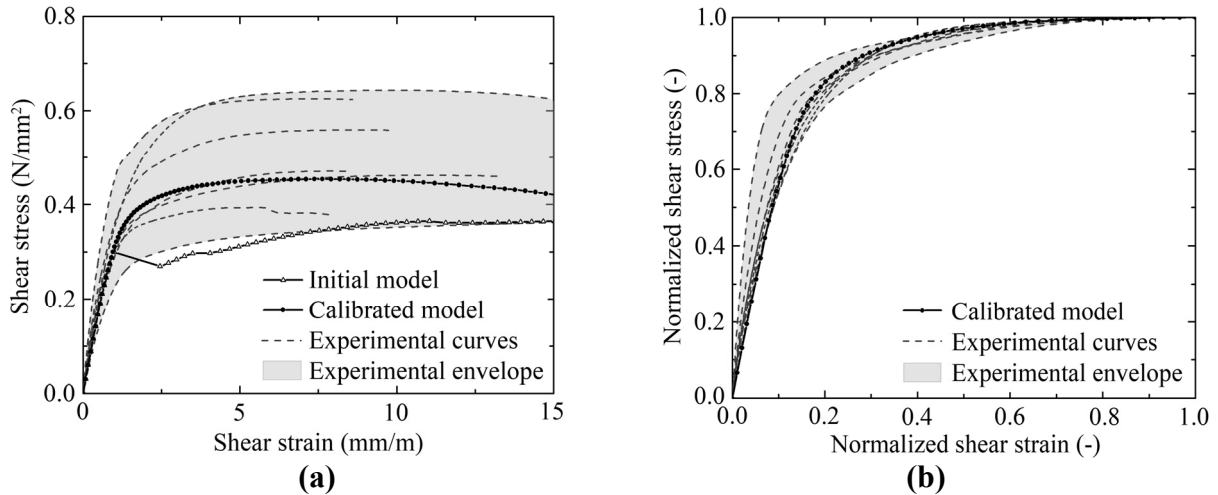 0.8
0.6
0.4
0.2
0.0
Shear stress (N/mm²)
Initial model
Calibrated model
Experimental curves
Experimental envelope
0 5 10 15
Shear strain (mm/m)
(a)
1.0
0.8
0.6
0.4
0.2
0.0
Normalized shear stress (-)
Calibrated model
Experimental curves
Experimental envelope
0.0 0.2 0.4 0.6 0.8 1.0
Normalized shear strain (-)
(b)